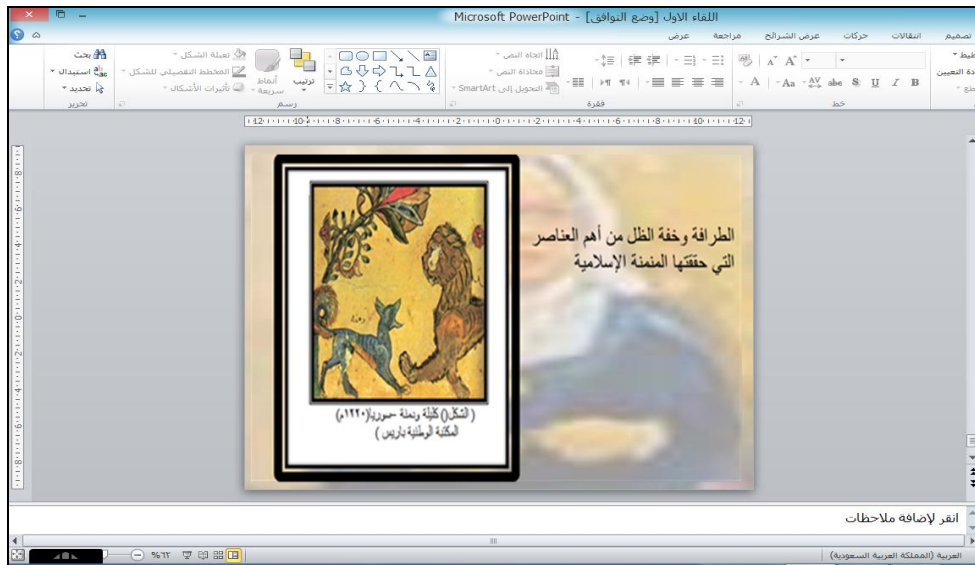 اللقاء الاول [وضع التوافق] - Microsoft PowerPoint
تصميم
انتقالات
حركات
عرض الشرائح
مراجعة
عرض
اتجاه النص
محاذاة النص
التحويل إلى SmartArt
ترتيب
أنماط سريعة
تعبئة الشكل
المخطط التفصيلي للشكل
تأثيرات الأشكال
بحث
استبدال
تحديد
خط
فقرة
رسم
تحرير
الطرافة وخفة الظل من أهم العناصر
التي حققتها المنمنة الإسلامية
( الشكل() كليلة ودمنة -سوريا(١٢٢٠م)
المكتبة الوطنية باريس )
انقر لإضافة ملاحظات
العربية (المملكة العربية السعودية)
%٦٦